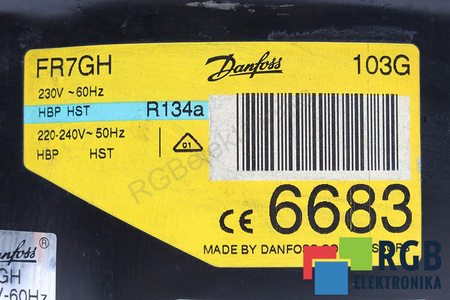 FR7GH Danfoss 103G
230V ~ 60Hz
HBP HST R134a
220-240V~ 50Hz
HBP HST 01
CE 6683
MADE BY DANFOSS
RGB
ELEKTRONIKA
Danfoss ®
GH
V-60Hz